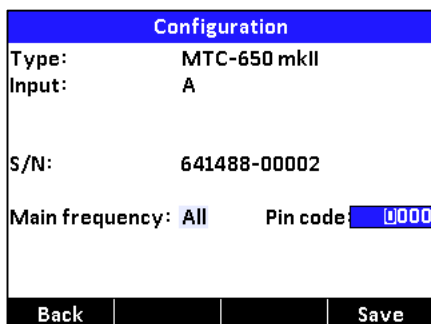 Configuration
Type: MTC-650 mkII
Input: A
S/N: 641488-00002
Main frequency: All Pin code: 0000
Back Save